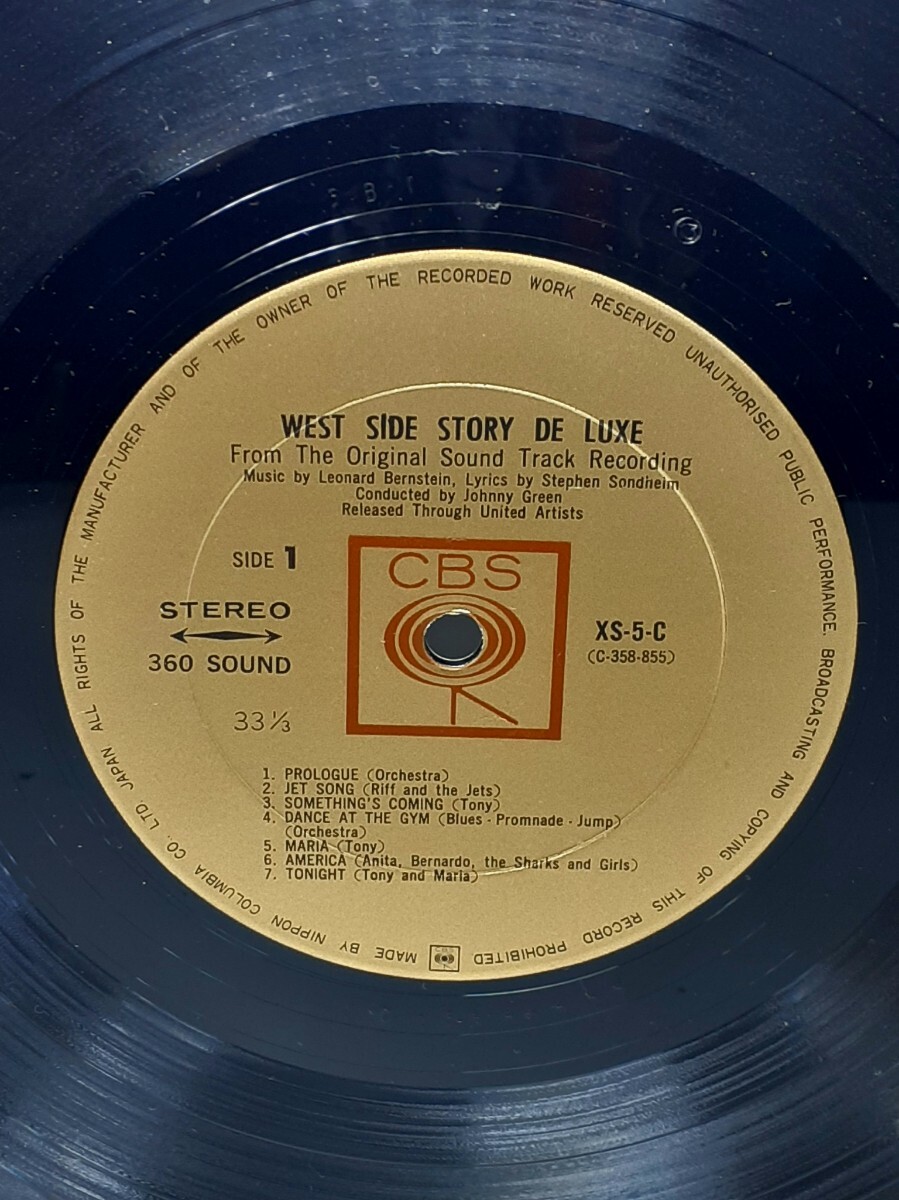 WEST SIDE STORY DE LUXE
From The Original Sound Track Recording
Music by Leonard Bernstein, Lyrics by Stephen Sondheim
Conducted by Johnny Green
Released Through United Artists
SIDE 1
STEREO
360 SOUND
33 1/3
CBS
XS-5-C
(C-358-855)
1. PROLOGUE (Orchestra)
2. JET SONG (Riff and the Jets)
3. SOMETHING'S COMING (Tony)
4. DANCE AT THE GYM (Blues - Promnade - Jump)
(Orchestra)
5. MARIA (Tony)
6. AMERICA (Anita, Bernardo, the Sharks and Girls)
7. TONIGHT (Tony and Maria)
MADE BY NIPPON COLUMBIA CO., LTD. JAPAN ALL RIGHTS OF THE MANUFACTURER AND OF THE OWNER OF THE RECORDED WORK RESERVED UNAUTHORISED PUBLIC PERFORMANCE. BROADCASTING AND COPYING OF THIS RECORD PROHIBITED
CBS